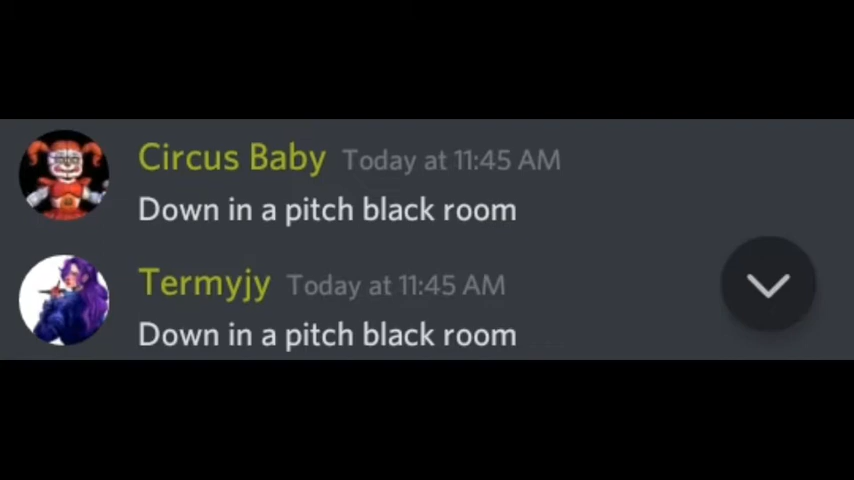 Circus Baby Today at 11:45 AM
Down in a pitch black room
Termyjy Today at 11:45 AM
Down in a pitch black room